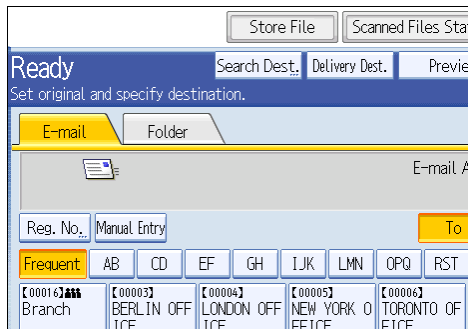 Store File Scanned Files Sta
Ready Search Dest. Delivery Dest. Previe
Set original and specify destination.
E-mail Folder
E-mail A
Reg. No. Manual Entry To
Frequent AB CD EF GH IJK LMN OPQ RST
[00016] [00003] [00004] [00005] [00006]
Branch BERLIN OFF LONDON OFF NEW YORK O TORONTO OF
ICE ICE FFICE FICE